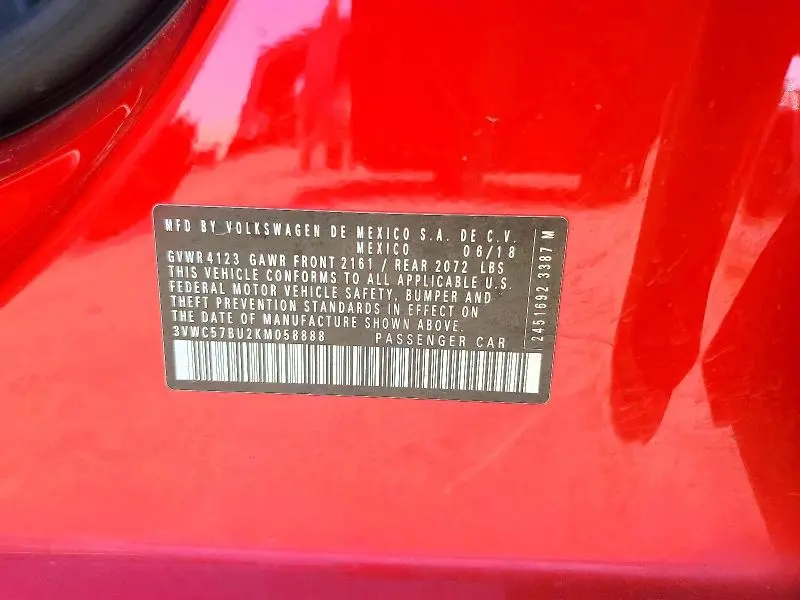 MFD BY VOLKSWAGEN DE MEXICO S.A. DE C.V.
MEXICO 06/18
GVWR 4123 GAWR FRONT 2161 / REAR 2072 LBS
THIS VEHICLE CONFORMS TO ALL APPLICABLE U.S.
FEDERAL MOTOR VEHICLE SAFETY, BUMPER AND
THEFT PREVENTION STANDARDS IN EFFECT ON
THE DATE OF MANUFACTURE SHOWN ABOVE.
3VWC57BU2KM058888 PASSENGER CAR
2451692 3387 M